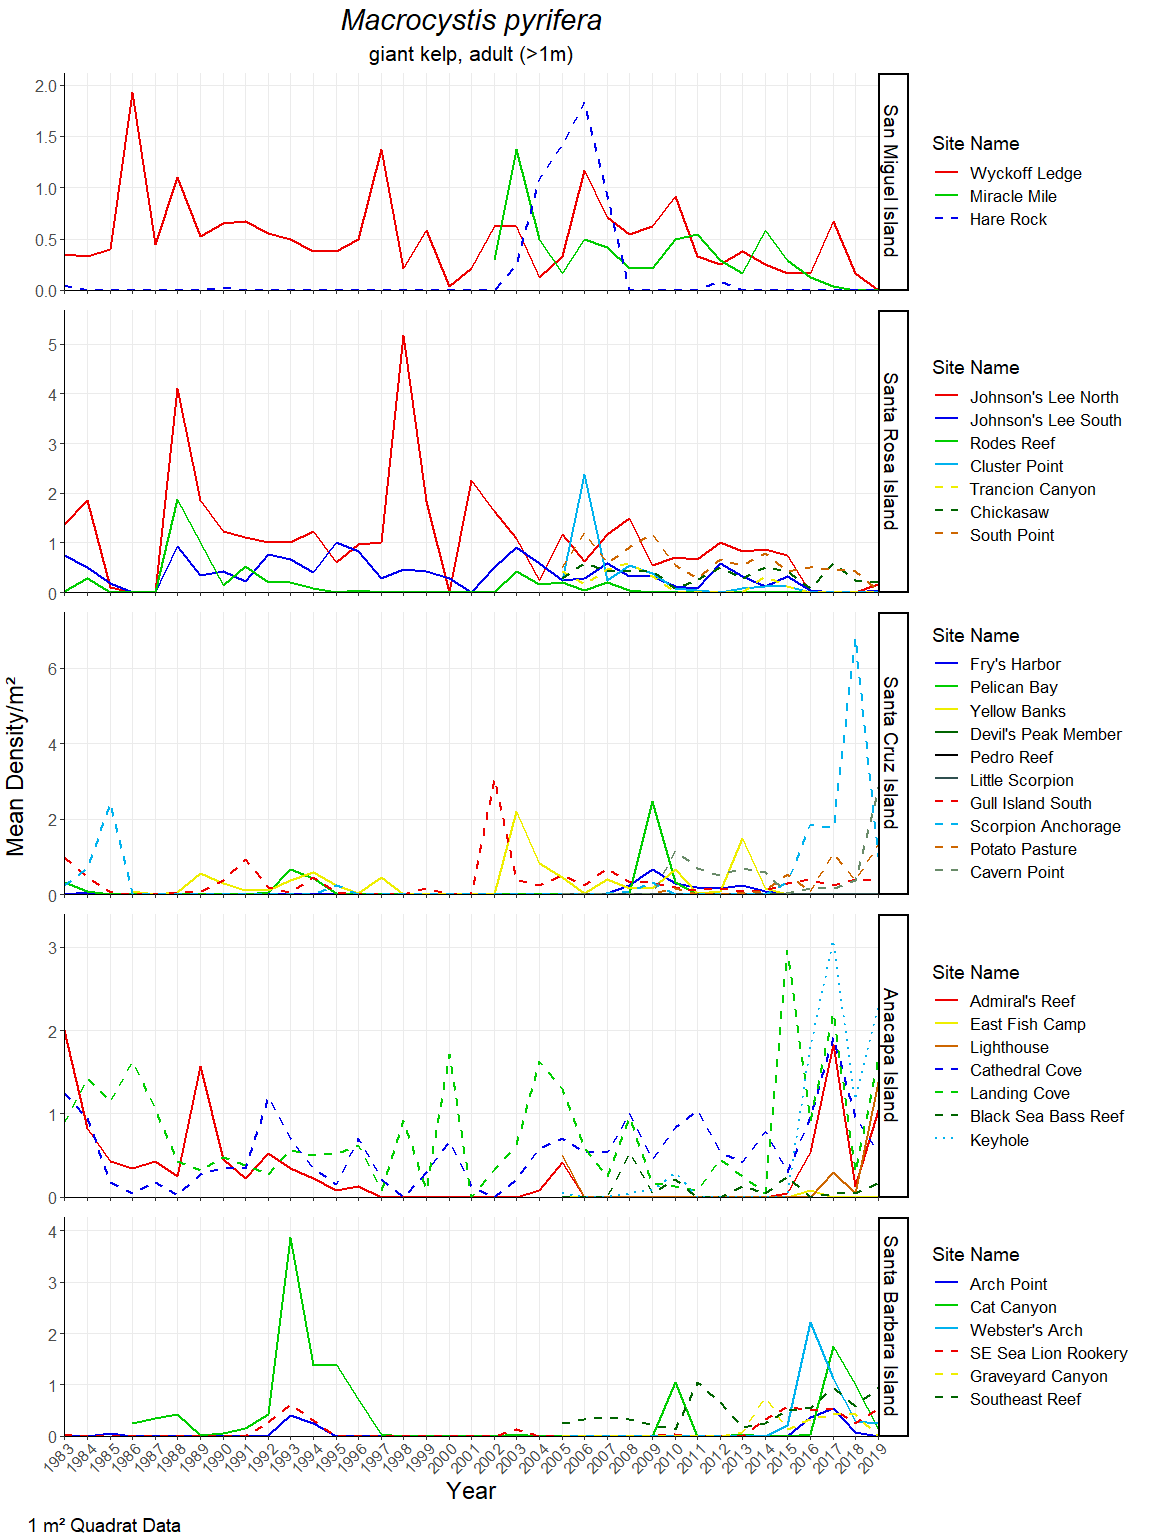 Macrocystis pyrifera
giant kelp, adult (>1m)
Mean Density/m²
2.0
1.5
1.0
0.5
0.0
San Miguel Island
Site Name
Wyckoff Ledge
Miracle Mile
Hare Rock
5
4
3
2
1
0
Santa Rosa Island
Site Name
Johnson's Lee North
Johnson's Lee South
Rodes Reef
Cluster Point
Trancion Canyon
Chickasaw
South Point
6
4
2
0
Santa Cruz Island
Site Name
Fry's Harbor
Pelican Bay
Yellow Banks
Devil's Peak Member
Pedro Reef
Little Scorpion
Gull Island South
Scorpion Anchorage
Potato Pasture
Cavern Point
3
2
1
0
Anacapa Island
Site Name
Admiral's Reef
East Fish Camp
Lighthouse
Cathedral Cove
Landing Cove
Black Sea Bass Reef
Keyhole
4
3
2
1
0
Santa Barbara Island
Site Name
Arch Point
Cat Canyon
Webster's Arch
SE Sea Lion Rookery
Graveyard Canyon
Southeast Reef
1983 1984 1985 1986 1987 1988 1989 1990 1991 1992 1993 1994 1995 1996 1997 1998 1999 2000 2001 2002 2003 2004 2005 2006 2007 2008 2009 2010 2011 2012 2013 2014 2015 2016 2017 2018 2019
Year
1 m² Quadrat Data